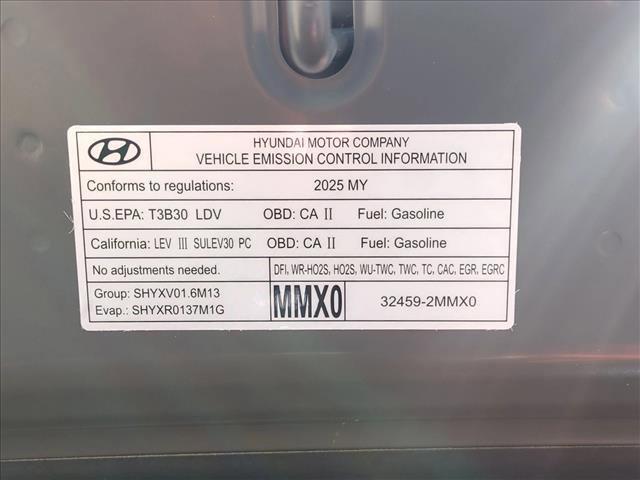 HYUNDAI MOTOR COMPANY
VEHICLE EMISSION CONTROL INFORMATION
Conforms to regulations: 2025 MY
U.S.EPA: T3B30 LDV OBD: CA II Fuel: Gasoline
California: LEV III SULEV30 PC OBD: CA II Fuel: Gasoline
No adjustments needed. DFI, WR-HO2S, HO2S, WU-TWC, TWC, TC, CAC, EGR, EGRC
Group: SHYXV01.6M13
Evap.: SHYXR0137M1G
MMX0 32459-2MMX0